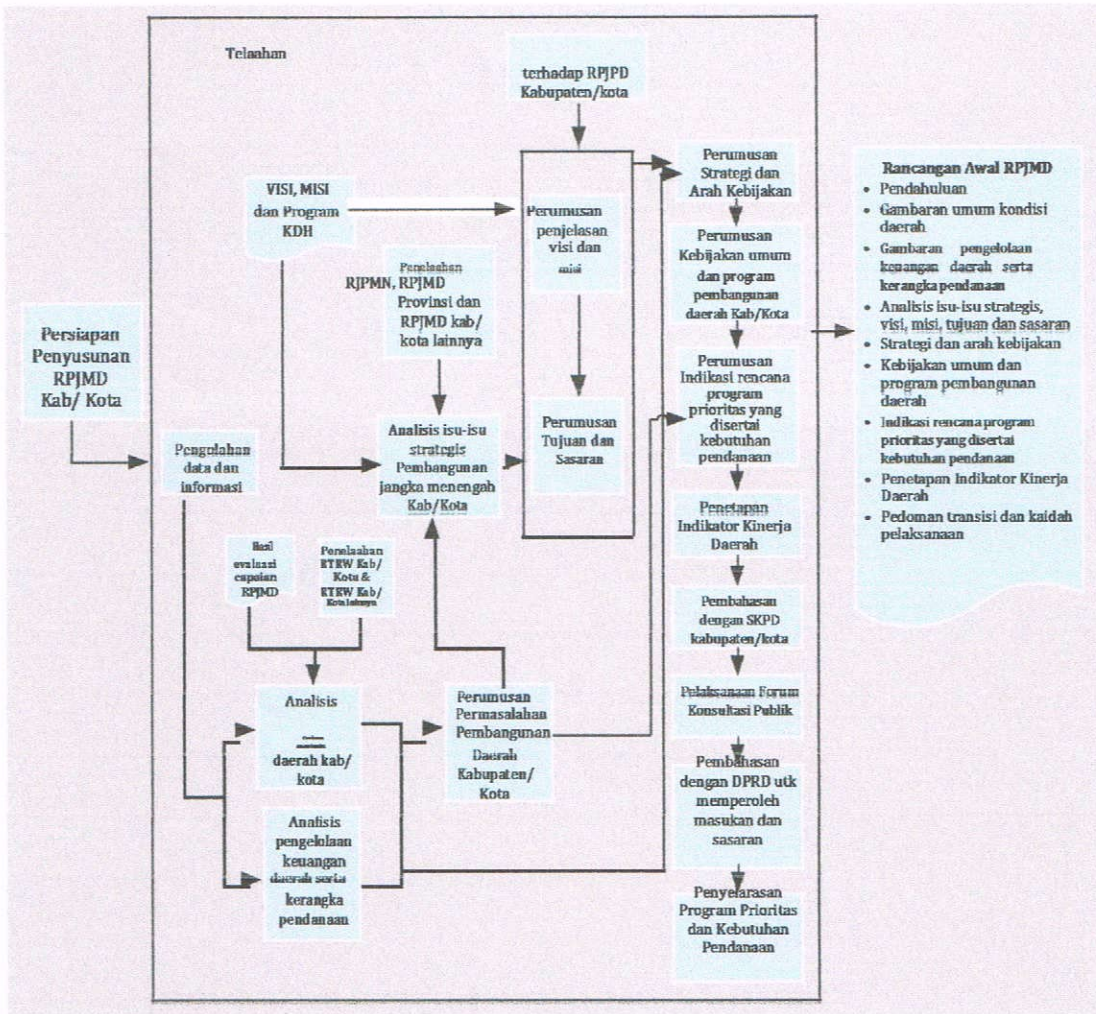 Telaahan
terhadap RPJPD
Kabupaten/kota
VISI, MISI
dan Program
KDH
Perumusan
penjelasan
visi dan
misi
Perumusan
Strategi dan
Arah Kebijakan
Penelaahan
RJPMN, RPJMD
Provinsi dan
RPJMD kab/
kota lainnya
Perumusan
Kebijakan umum
dan program
pembangunan
daerah Kab/Kota
Persiapan
Penyusunan
RPJMD
Kab/ Kota
Perumusan
Indikasi rencana
program
prioritas yang
disertai
kebutuhan
pendanaan
Pengolahan
data dan
informasi
Analisis isu-isu
strategis
Pembangunan
jangka menengah
Kab/Kota
Perumusan
Tujuan dan
Sasaran
Penetapan
Indikator Kinerja
Daerah
Hasil
evaluasi
capaian
RPJMD
Penelaahan
RTRW Kab/
Kota &
RTRW Kab/
Kota lainnya
Pembahasan
dengan SKPD
kabupaten/kota
Analisis
daerah kab/
kota
Perumusan
Permasalahan
Pembangunan
Daerah
Kabupaten/
Kota
Pelaksanaan Forum
Konsultasi Publik
Pembahasan
dengan DPRD utk
memperoleh
masukan dan
sasaran
Analisis
pengelolaan
keuangan
daerah serta
kerangka
pendanaan
Penyelarasan
Program Prioritas
dan Kebutuhan
Pendanaan
Rancangan Awal RPJMD
• Pendahuluan
• Gambaran umum kondisi
daerah
• Gambaran pengelolaan
keuangan daerah serta
kerangka pendanaan
• Analisis isu-isu strategis,
visi, misi, tujuan dan sasaran
• Strategi dan arah kebijakan
• Kebijakan umum dan
program pembangunan
daerah
• Indikasi rencana program
prioritas yang disertai
kebutuhan pendanaan
• Penetapan Indikator Kinerja
Daerah
• Pedoman transisi dan kaidah
pelaksanaan